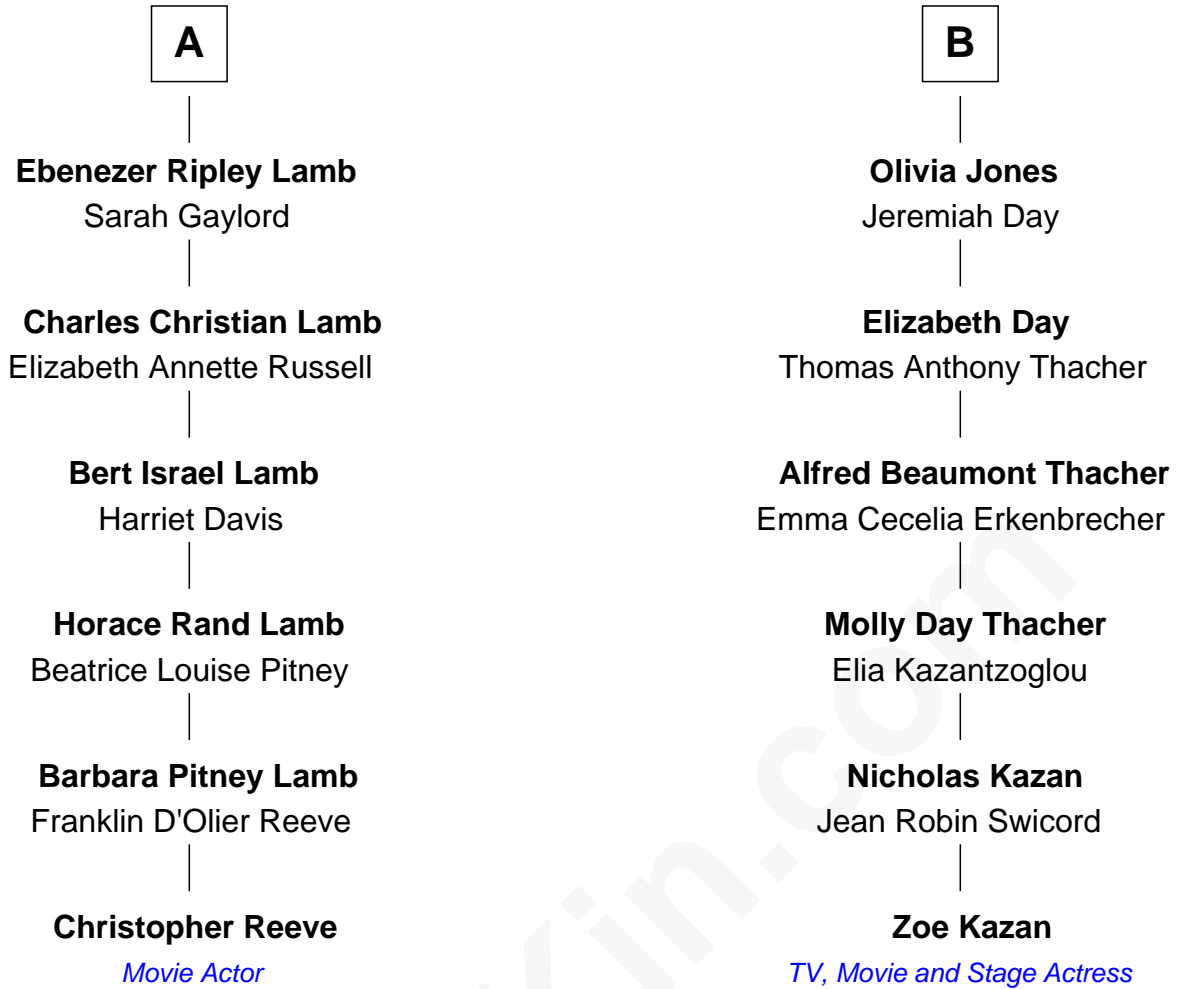 A
Ebenezer Ripley Lamb
Sarah Gaylord
Charles Christian Lamb
Elizabeth Annette Russell
Bert Israel Lamb
Harriet Davis
Horace Rand Lamb
Beatrice Louise Pitney
Barbara Pitney Lamb
Franklin D'Olier Reeve
Christopher Reeve
Movie Actor
B
Olivia Jones
Jeremiah Day
Elizabeth Day
Thomas Anthony Thacher
Alfred Beaumont Thacher
Emma Cecelia Erkenbrecher
Molly Day Thacher
Elia Kazantzoglou
Nicholas Kazan
Jean Robin Swicord
Zoe Kazan
TV, Movie and Stage Actress
Kin.com